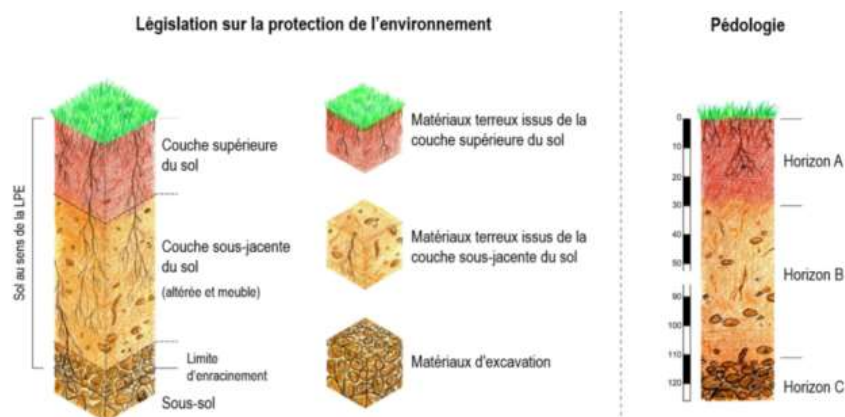 Législation sur la protection de l'environnement
Pédologie
Sol au sens de la LPE
Couche supérieure
du sol
Couche sous-jacente
du sol
(altérée et meuble)
Limite
d'enracinement
Sous-sol
Matériaux terreux issus de la
couche supérieure du sol
Matériaux terreux issus de la
couche sous-jacente du sol
Matériaux d'excavation
0
10
20
30
40
50
90
100
110
120
Horizon A
Horizon B
Horizon C